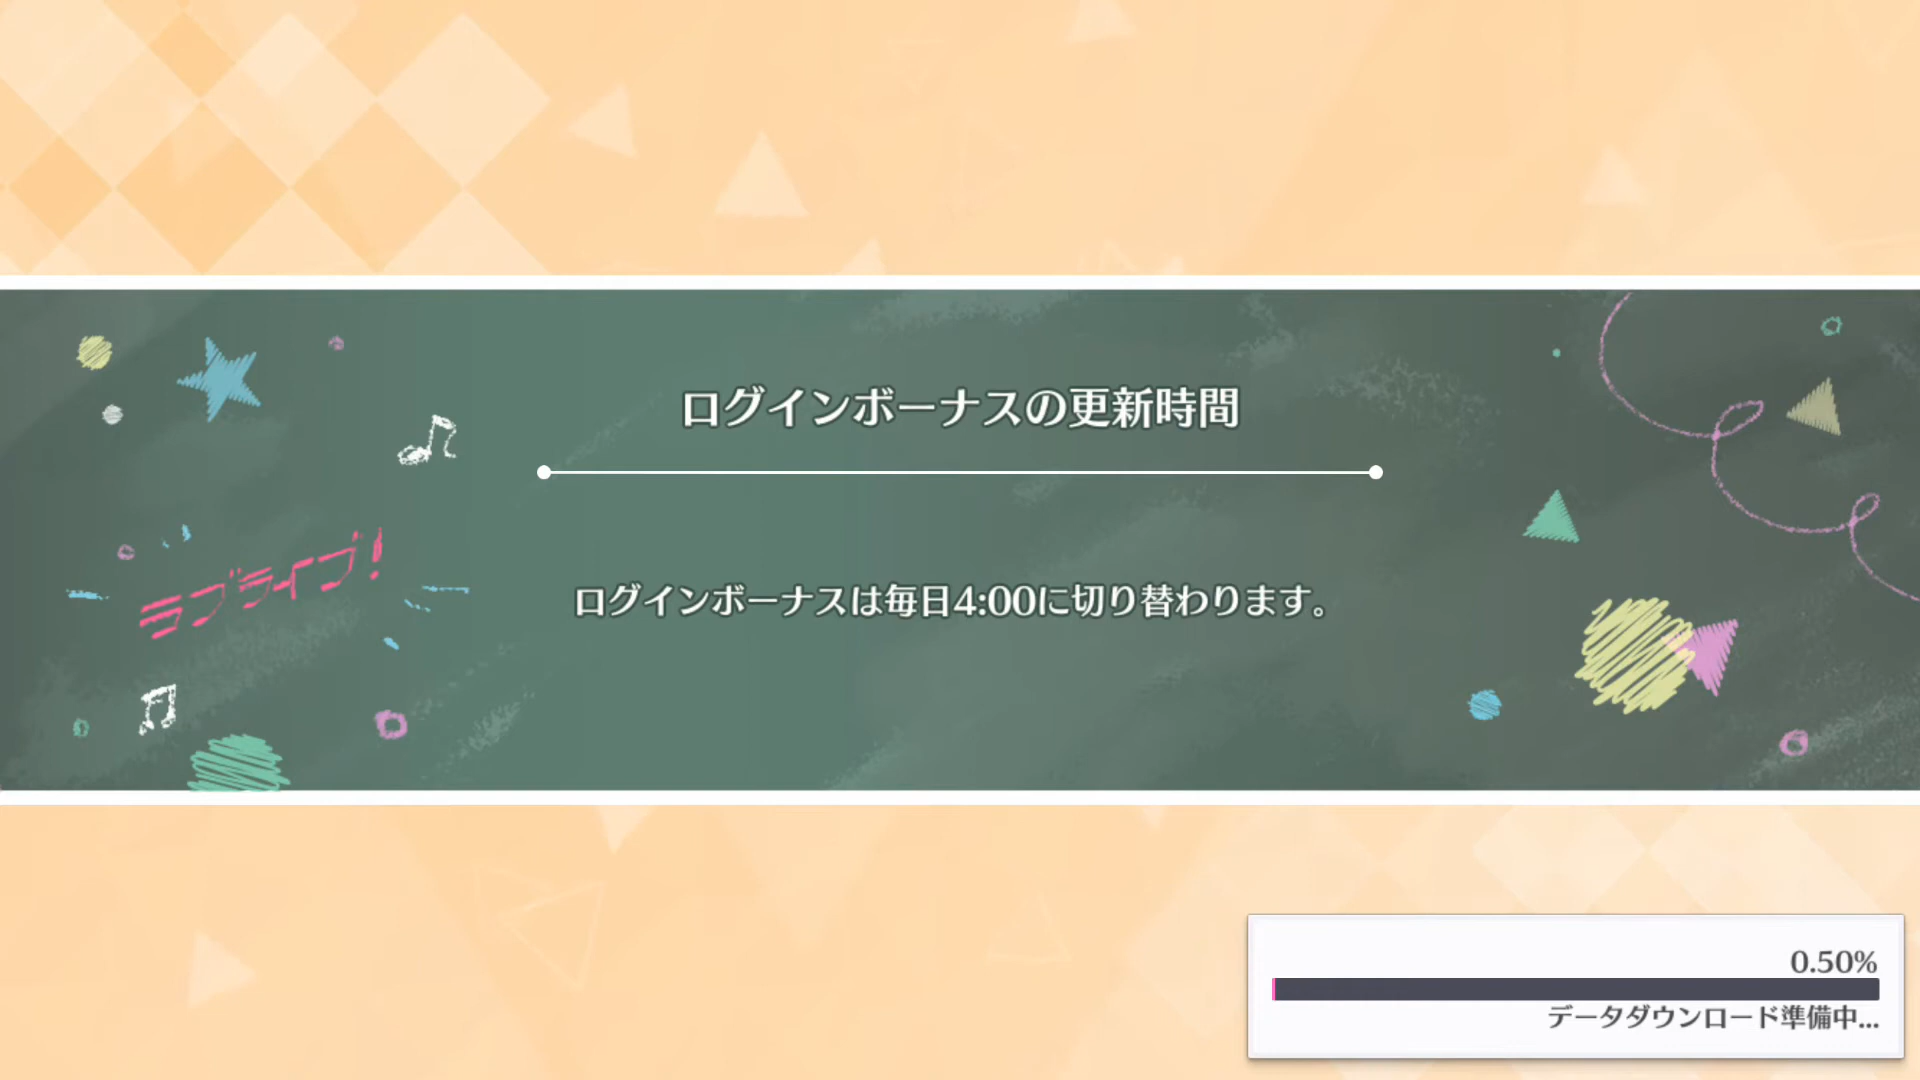 ログインボーナスの更新時間
ラブライブ!
ログインボーナスは毎日4:00に切り替わります。
0.50%
データダウンロード準備中...